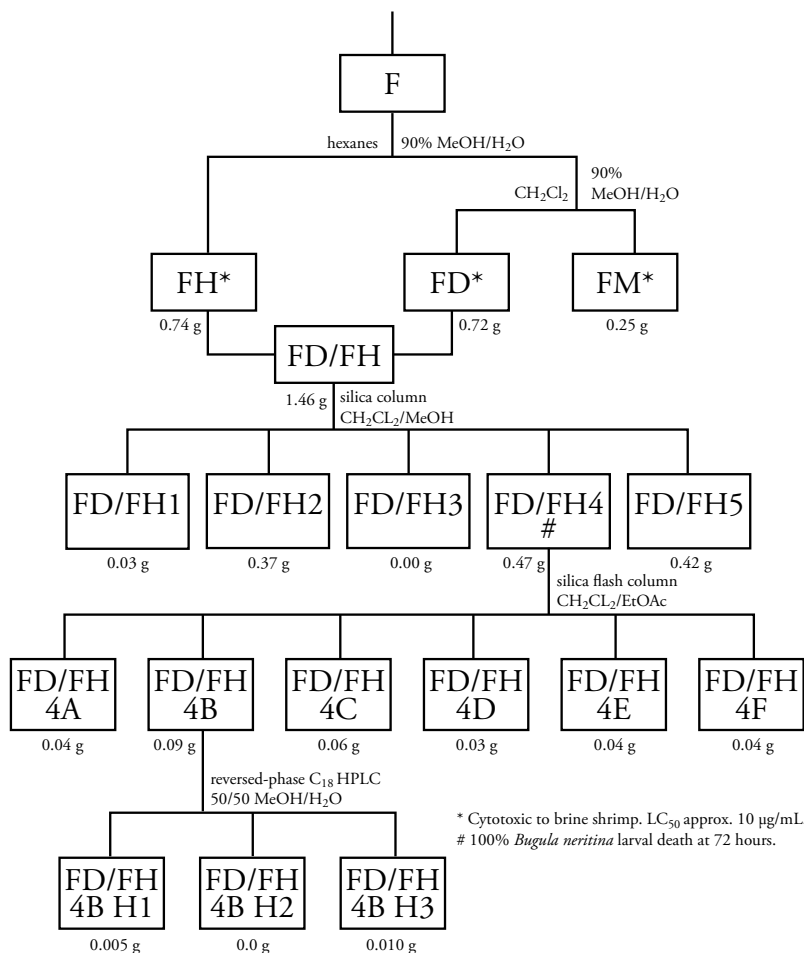 F
hexanes
90% MeOH/H₂O
90%
MeOH/H₂O
CH₂Cl₂
FH*
FD*
FM*
0.74 g
0.72 g
0.25 g
FD/FH
1.46 g
silica column
CH₂CL₂/MeOH
FD/FH1
FD/FH2
FD/FH3
FD/FH4
#
FD/FH5
0.03 g
0.37 g
0.00 g
0.47 g
0.42 g
silica flash column
CH₂CL₂/EtOAc
FD/FH
4A
FD/FH
4B
FD/FH
4C
FD/FH
4D
FD/FH
4E
FD/FH
4F
0.04 g
0.09 g
0.06 g
0.03 g
0.04 g
0.04 g
reversed-phase C₁₈ HPLC
50/50 MeOH/H₂O
* Cytotoxic to brine shrimp. LC₅₀ approx. 10 μg/mL
# 100% Bugula neritina larval death at 72 hours.
FD/FH
4B H1
FD/FH
4B H2
FD/FH
4B H3
0.005 g
0.0 g
0.010 g